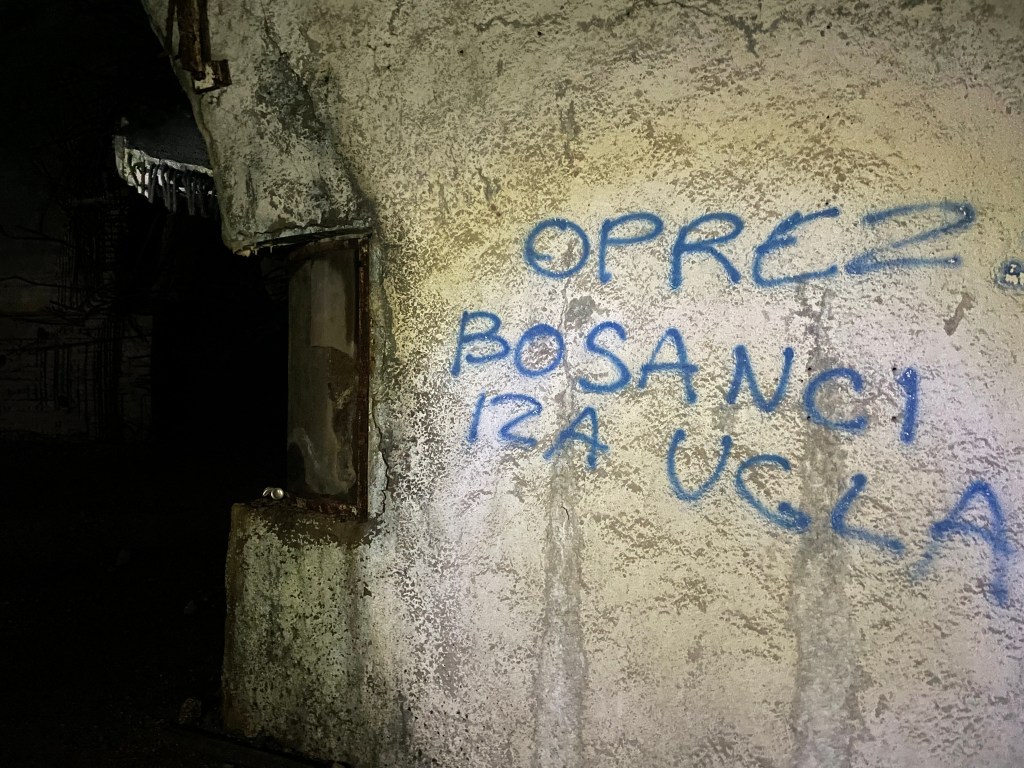 OPREZ.
BOSANCI
IZA UGLA